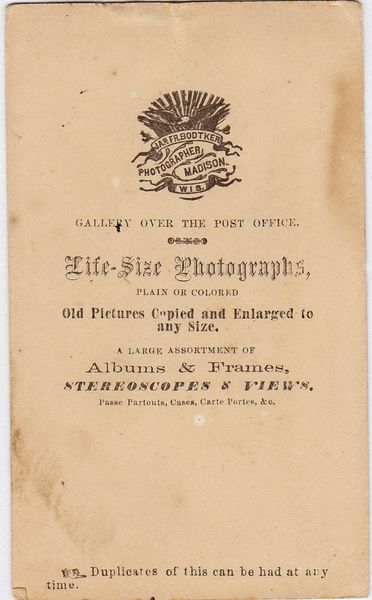 JAR. FR. BODTKER
PHOTOGRAPHER,
MADISON.
WIS.
GALLERY OVER THE POST OFFICE.
Life-Size Photographs,
PLAIN OR COLORED
Old Pictures Copied and Enlarged to
any Size.
A LARGE ASSORTMENT OF
Albums & Frames,
STEREOSCOPES & VIEWS.
Passe Partouts, Cases, Carte Portes, &c.
Duplicates of this can be had at any
time.